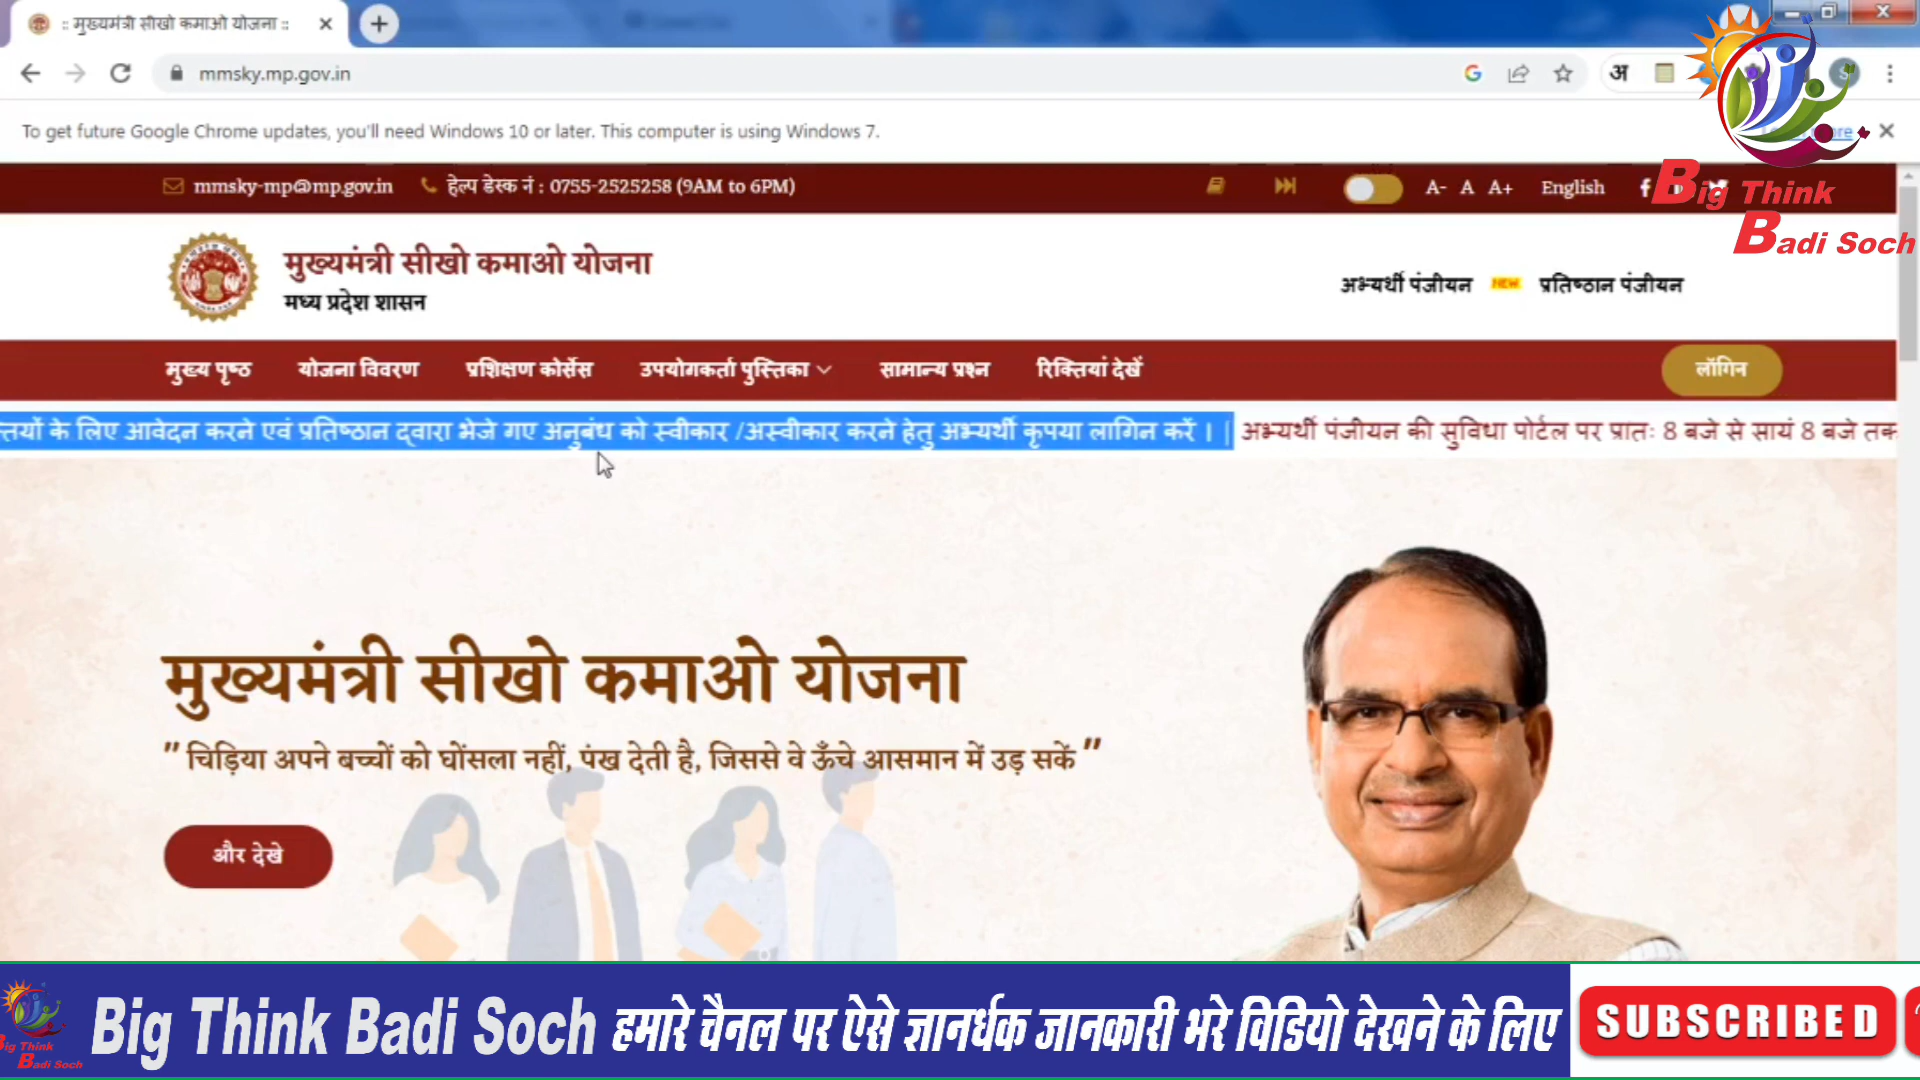 :: मुख्यमंत्री सीखो कमाओ योजना ::
mmsky.mp.gov.in
अ
S
To get future Google Chrome updates, you'll need Windows 10 or later. This computer is using Windows 7.
mmsky-mp@mp.gov.in हेल्प डेस्क नं : 0755-2525258 (9AM to 6PM) A- A A+ English
Big Think
Badi Soch
मुख्यमंत्री सीखो कमाओ योजना
मध्य प्रदेश शासन
अभ्यर्थी पंजीयन NEW प्रतिष्ठान पंजीयन
मुख्य पृष्ठ योजना विवरण प्रशिक्षण कोर्सेस उपयोगकर्ता पुस्तिका सामान्य प्रश्न रिक्तियां देखें लॉगिन
के लिए आवेदन करने एवं प्रतिष्ठान द्वारा भेजे गए अनुबंध को स्वीकार /अस्वीकार करने हेतु अभ्यर्थी कृपया लागिन करें । | अभ्यर्थी पंजीयन की सुविधा पोर्टल पर प्रातः 8 बजे से सायं 8 बजे तक
मुख्यमंत्री सीखो कमाओ योजना
" चिड़िया अपने बच्चों को घोंसला नहीं, पंख देती है, जिससे वे ऊँचे आसमान में उड़ सकें "
और देखे
Big Think Badi Soch हमारे चैनल पर ऐसे ज्ञानर्धक जानकारी भरे विडियो देखने के लिए SUBSCRIBED
Big Think
Badi Soch